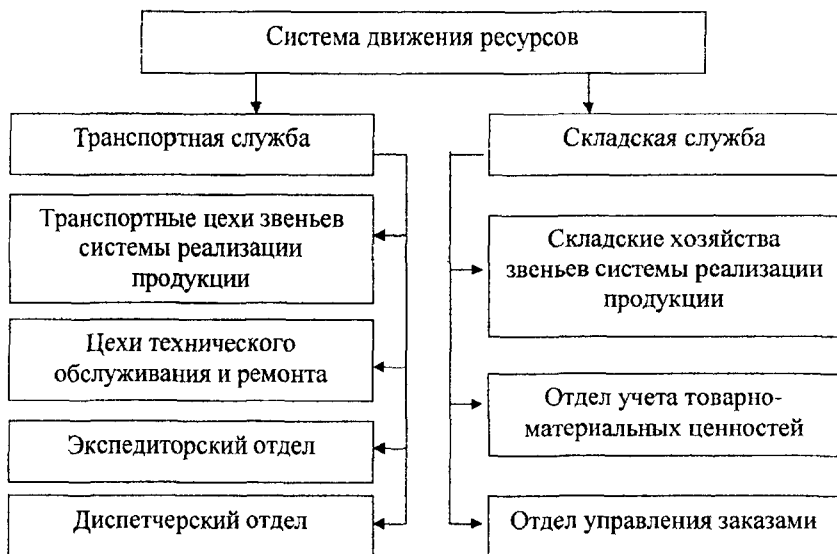 Система движения ресурсов
Транспортная служба
Транспортные цехи звеньев
системы реализации
продукции
Цехи технического
обслуживания и ремонта
Экспедиторский отдел
Диспетчерский отдел
Складская служба
Складские хозяйства
звеньев системы реализации
продукции
Отдел учета товарно-
материальных ценностей
Отдел управления заказами